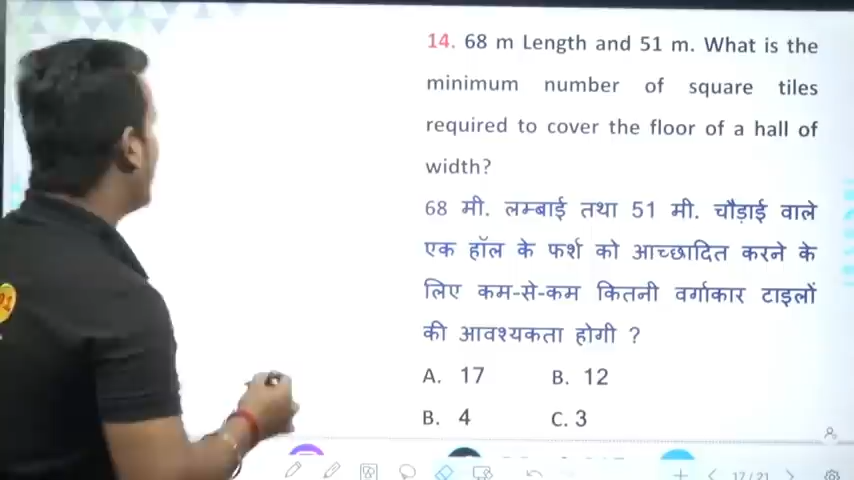 14. 68 m Length and 51 m. What is the
minimum number of square tiles
required to cover the floor of a hall of
width?
68 मी. लम्बाई तथा 51 मी. चौड़ाई वाले
एक हॉल के फर्श को आच्छादित करने के
लिए कम-से-कम कितनी वर्गाकार टाइलों
की आवश्यकता होगी ?
A. 17 B. 12
B. 4 C. 3
17/21